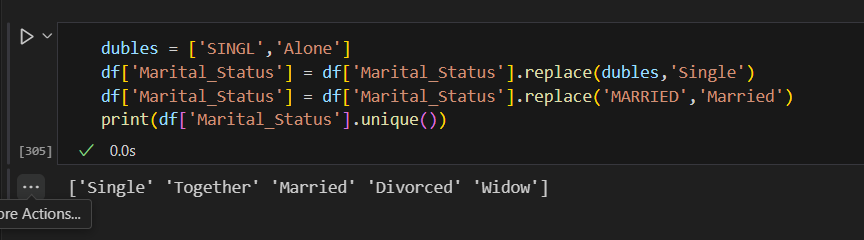 dubles = ['SINGL','Alone']
df['Marital_Status'] = df['Marital_Status'].replace(dubles,'Single')
df['Marital_Status'] = df['Marital_Status'].replace('MARRIED','Married')
print(df['Marital_Status'].unique())
[305]
0.0s
... ['Single' 'Together' 'Married' 'Divorced' 'Widow']
ore Actions...